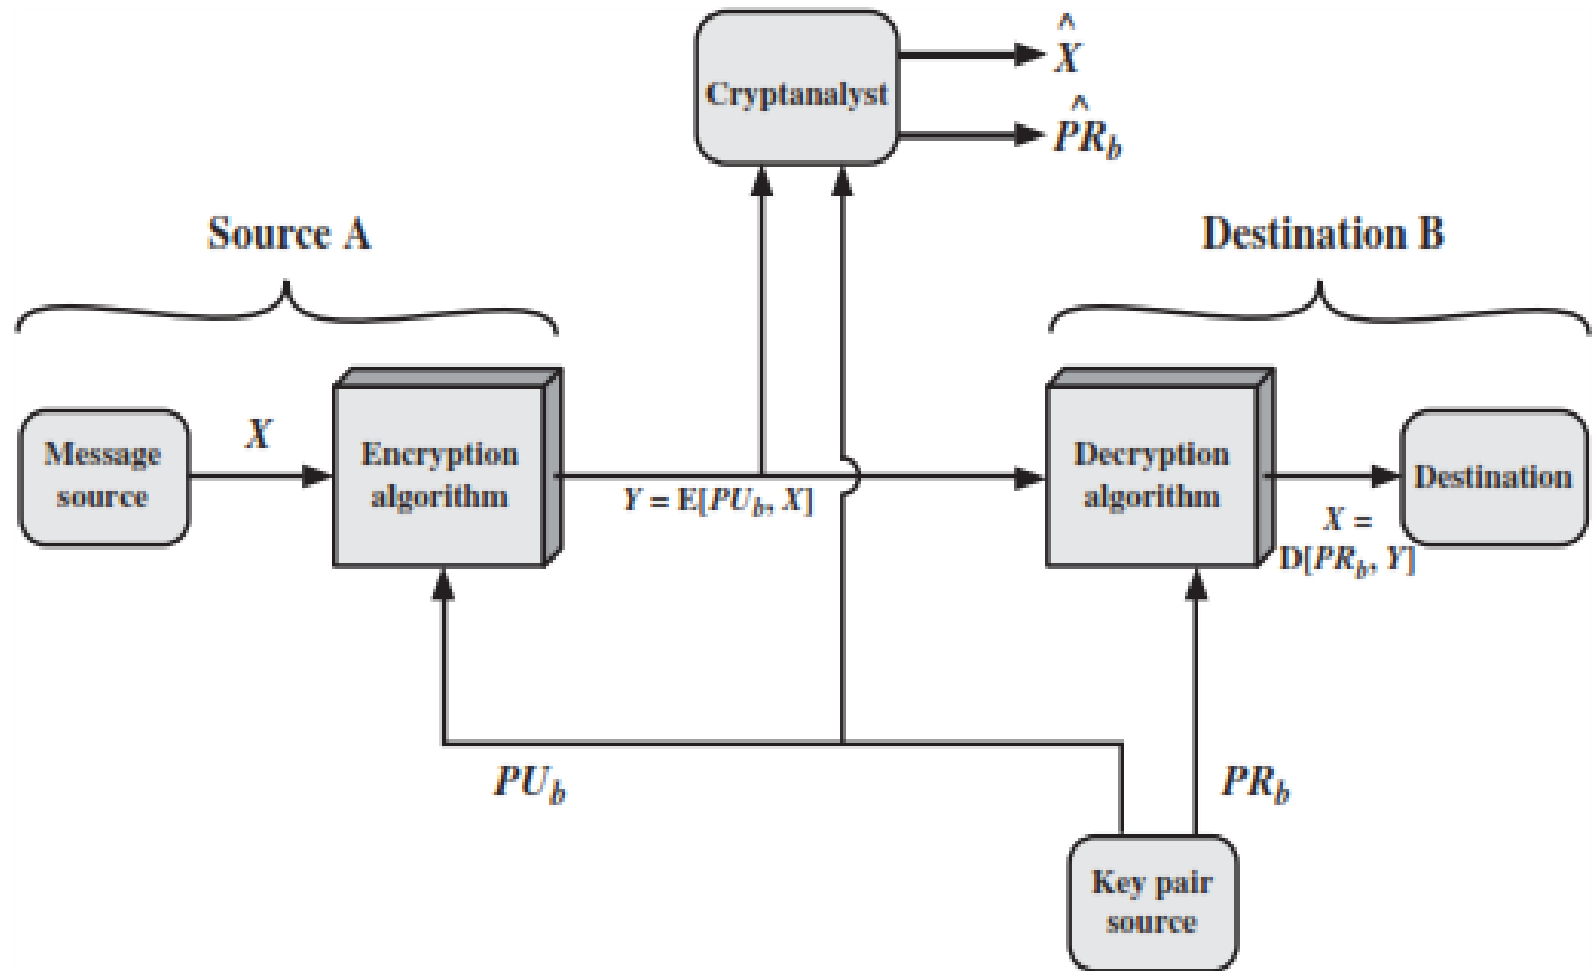 Cryptanalyst
X̂
P̂R_b
Source A
Destination B
Message
source
X
Encryption
algorithm
Y = E[PU_b, X]
Decryption
algorithm
X =
D[PR_b, Y]
Destination
PU_b
PR_b
Key pair
source